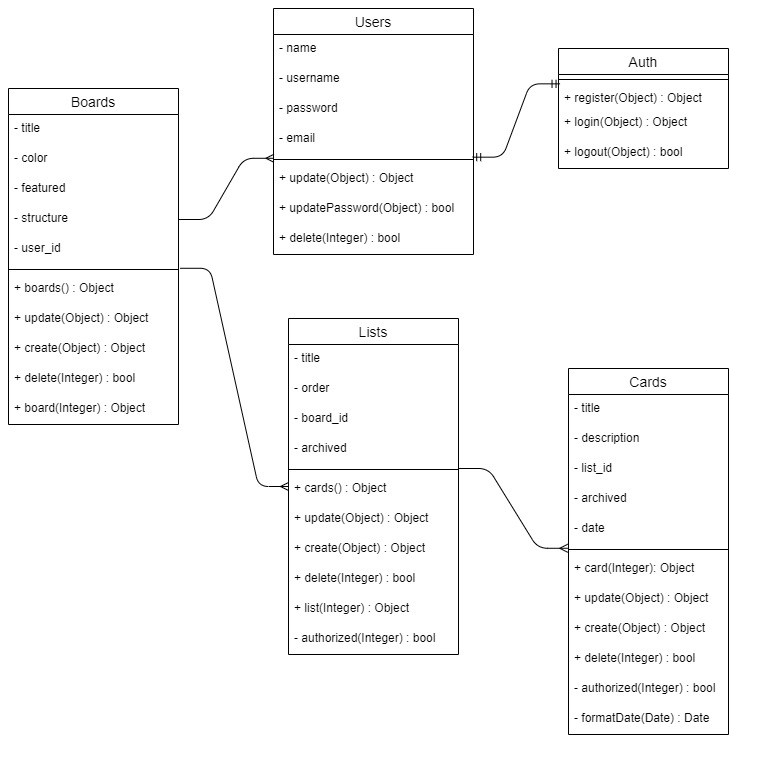 Users
- name
- username
- password
- email
+ update(Object) : Object
+ updatePassword(Object) : bool
+ delete(Integer) : bool
Auth
+ register(Object) : Object
+ login(Object) : Object
+ logout(Object) : bool
Boards
- title
- color
- featured
- structure
- user_id
+ boards() : Object
+ update(Object) : Object
+ create(Object) : Object
+ delete(Integer) : bool
+ board(Integer) : Object
Lists
- title
- order
- board_id
- archived
+ cards() : Object
+ update(Object) : Object
+ create(Object) : Object
+ delete(Integer) : bool
+ list(Integer) : Object
- authorized(Integer) : bool
Cards
- title
- description
- list_id
- archived
- date
+ card(Integer): Object
+ update(Object) : Object
+ create(Object) : Object
+ delete(Integer) : bool
- authorized(Integer) : bool
- formatDate(Date) : Date